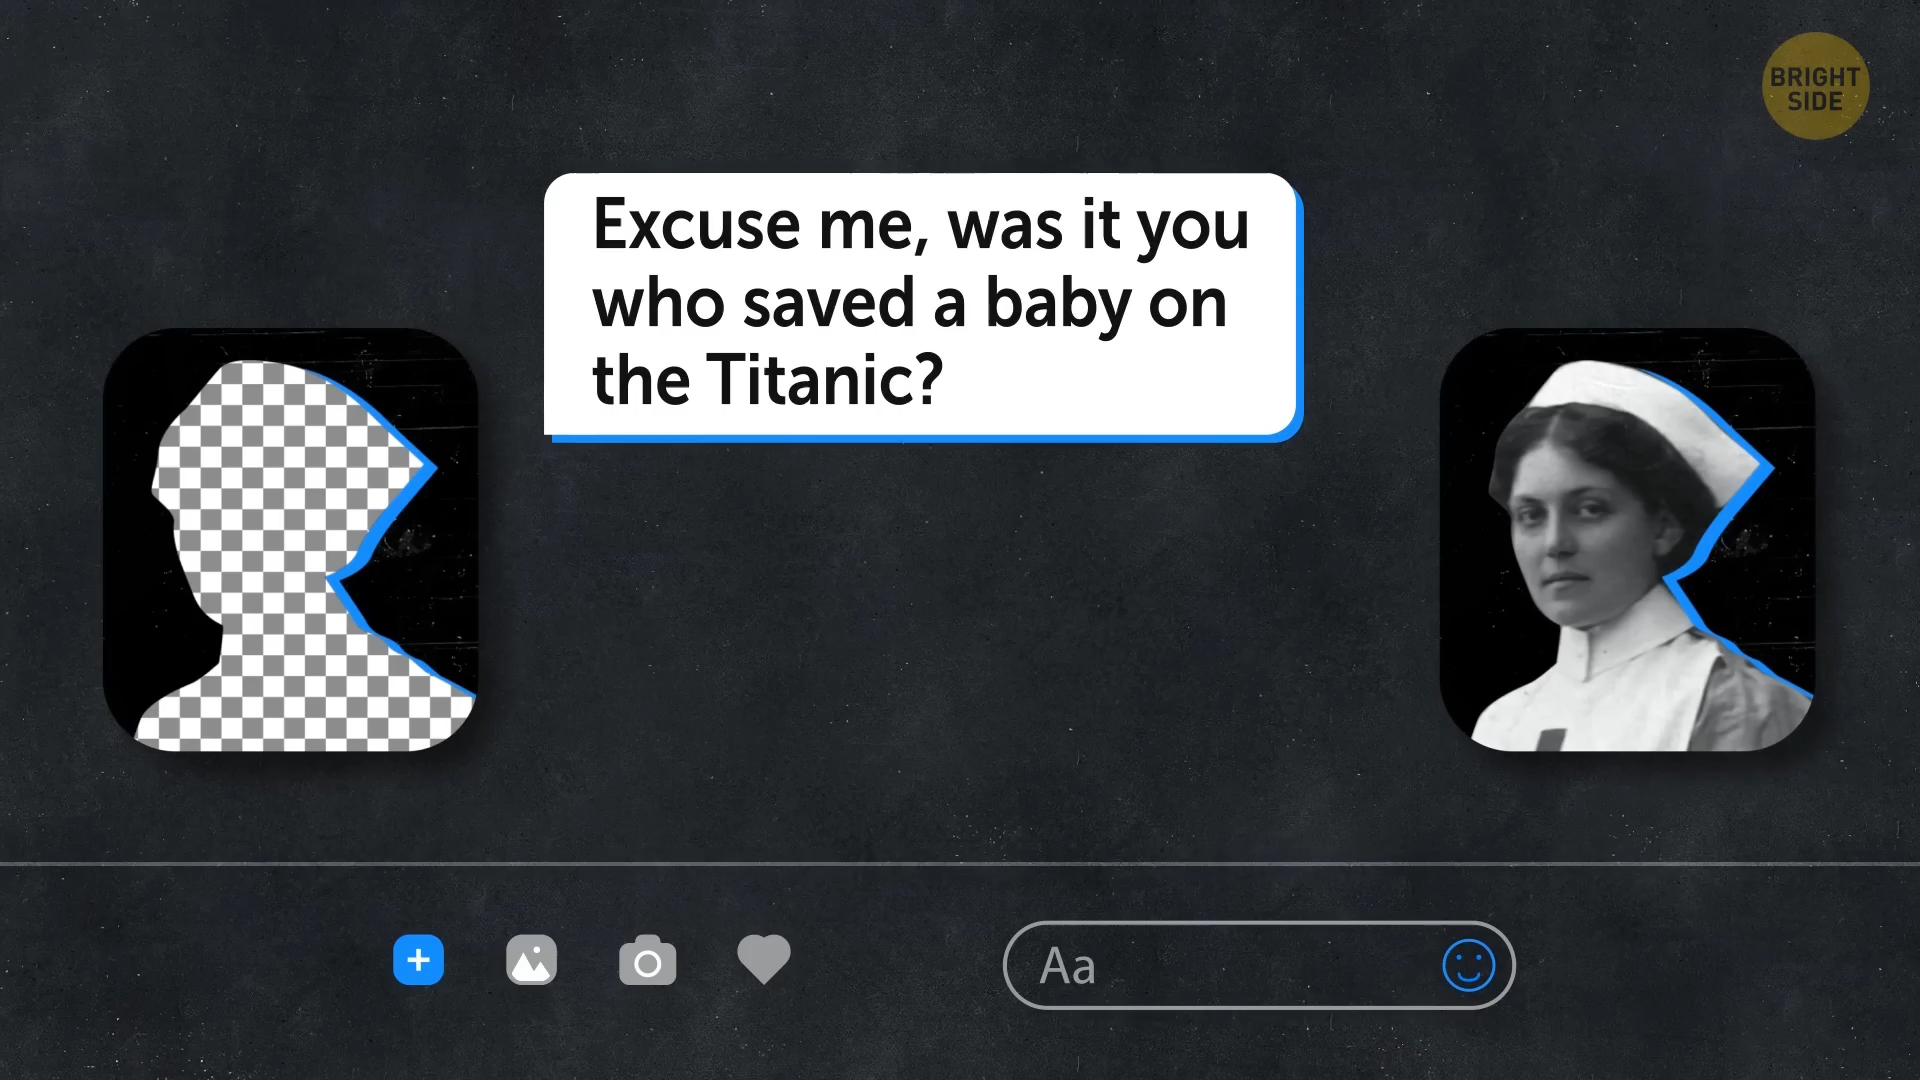 BRIGHT
SIDE
Excuse me, was it you
who saved a baby on
the Titanic?
Aa